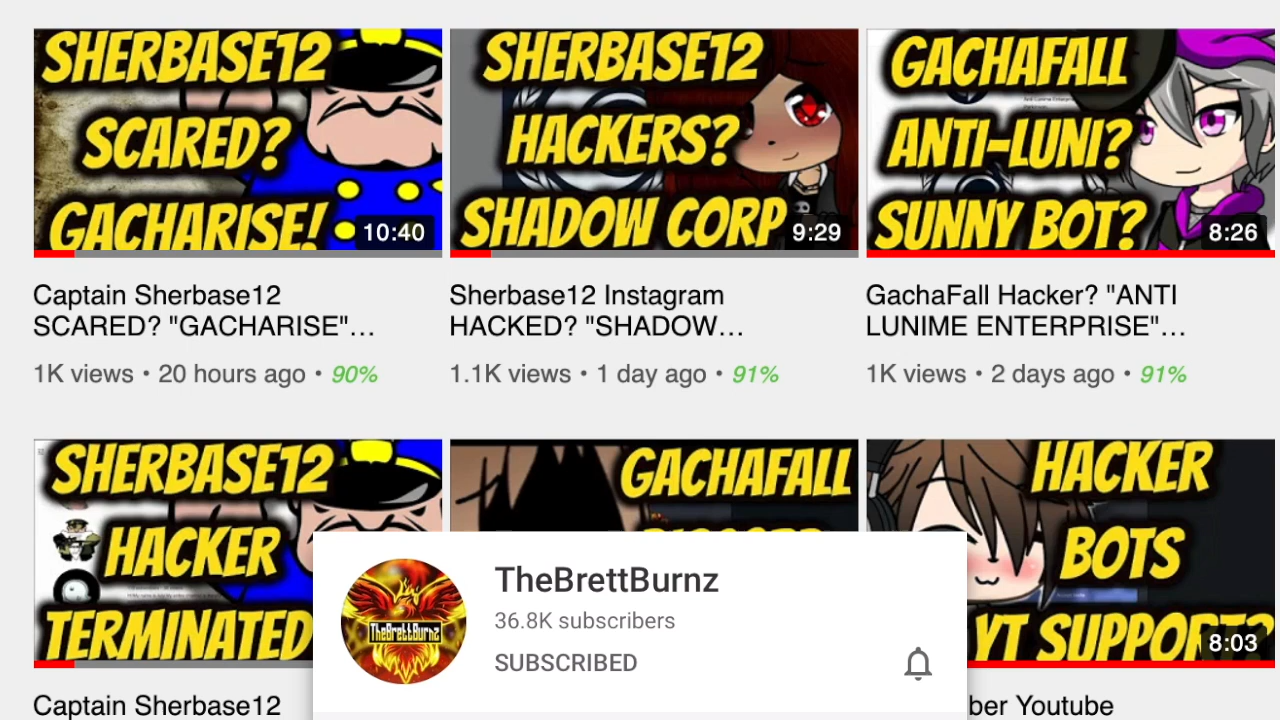 SHERBASE12
SCARED?
GACHARISE!
10:40
SHERBASE12
HACKERS?
SHADOW CORP
9:29
GACHAFALL
ANTI-LUNI?
SUNNY BOT?
8:26
Captain Sherbase12
SCARED? "GACHARISE"...
1K views • 20 hours ago • 90%
Sherbase12 Instagram
HACKED? "SHADOW...
1.1K views • 1 day ago • 91%
GachaFall Hacker? "ANTI
LUNIME ENTERPRISE"...
1K views • 2 days ago • 91%
SHERBASE12
HACKER
TERMINATED
GACHAFALL
HACKER
BOTS
YT SUPPORT?
8:03
TheBrettBurnz
TheBrettBurnz
36.8K subscribers
SUBSCRIBED
Captain Sherbase12
ber Youtube